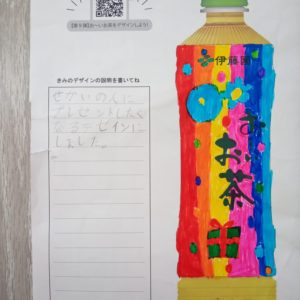 【第9弾】お〜いお茶をデザインしよう!
きみのデザインの説明を書いてね
せかいの人に
プレゼントしたく
なるデザインに
しました。
伊藤園
お〜い
お茶